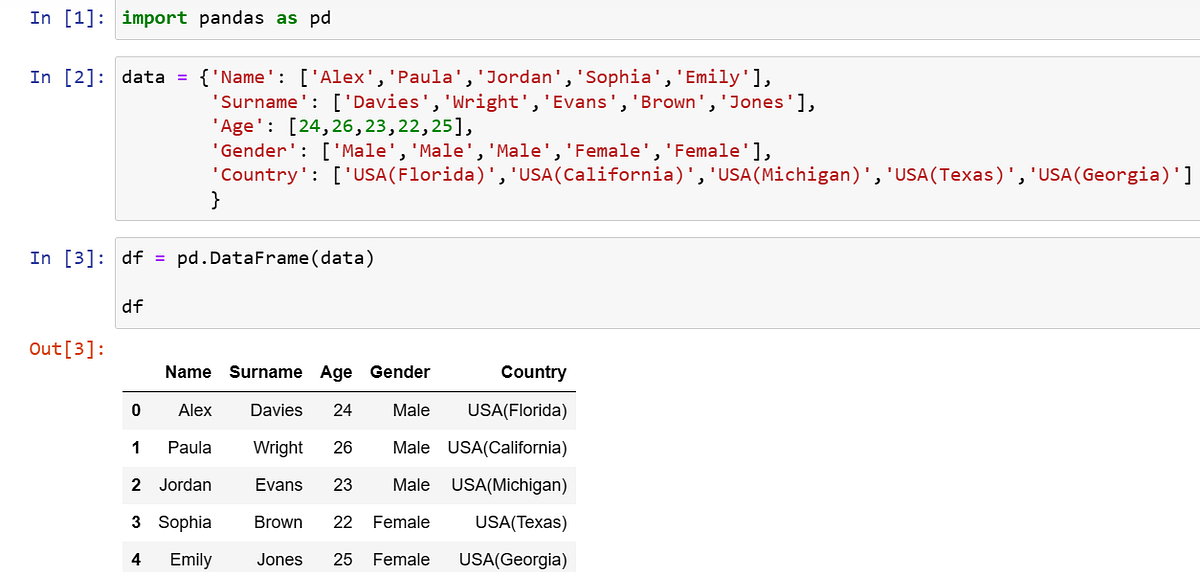 In [1]: import pandas as pd
In [2]: data = {'Name': ['Alex','Paula','Jordan','Sophia','Emily'],
'Surname': ['Davies','Wright','Evans','Brown','Jones'],
'Age': [24,26,23,22,25],
'Gender': ['Male','Male','Male','Female','Female'],
'Country': ['USA(Florida)','USA(California)','USA(Michigan)','USA(Texas)','USA(Georgia)']
}
In [3]: df = pd.DataFrame(data)
df
Out[3]:
Name Surname Age Gender Country
0 Alex Davies 24 Male USA(Florida)
1 Paula Wright 26 Male USA(California)
2 Jordan Evans 23 Male USA(Michigan)
3 Sophia Brown 22 Female USA(Texas)
4 Emily Jones 25 Female USA(Georgia)